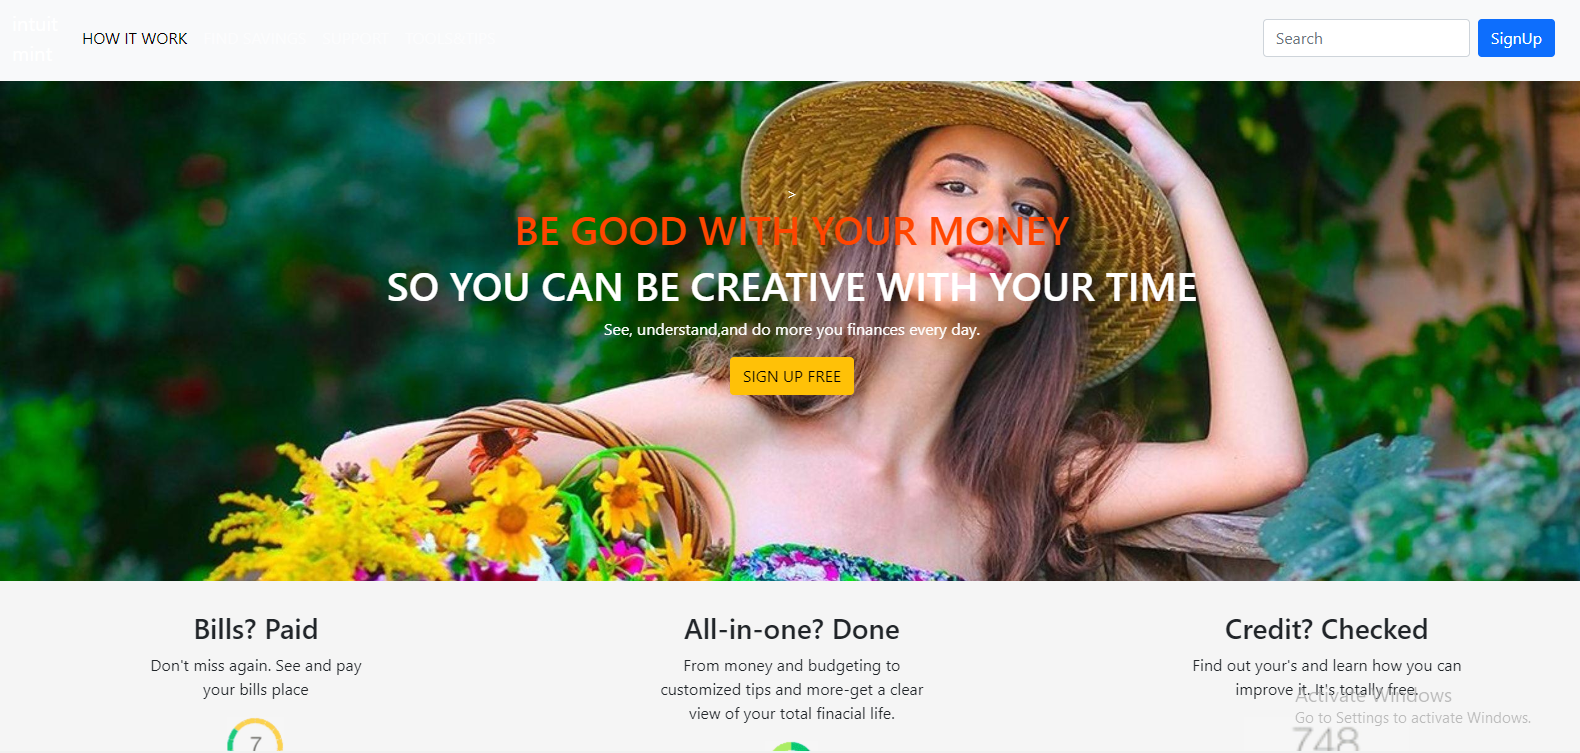 intuit
mint
HOW IT WORK
FIND SAVINGS
SUPPORT
Search
SignUp
>
BE GOOD WITH YOUR MONEY
SO YOU CAN BE CREATIVE WITH YOUR TIME
See, understand,and do more you finances every day.
SIGN UP FREE
Bills? Paid
Don't miss again. See and pay
your bills place
7
All-in-one? Done
From money and budgeting to
customized tips and more-get a clear
view of your total finacial life.
Credit? Checked
Find out your's and learn how you can
improve it. It's totally free.
748
Activate Windows
Go to Settings to activate Windows.